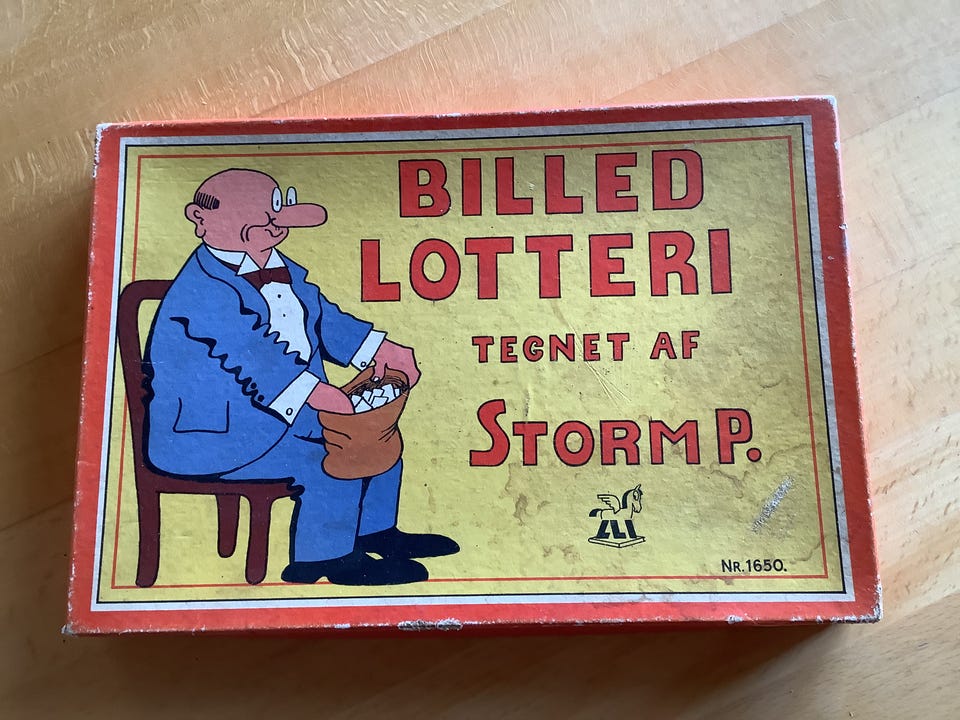 BILLED
LOTTERI
TEGNET AF
STORM P.
NR. 1650.